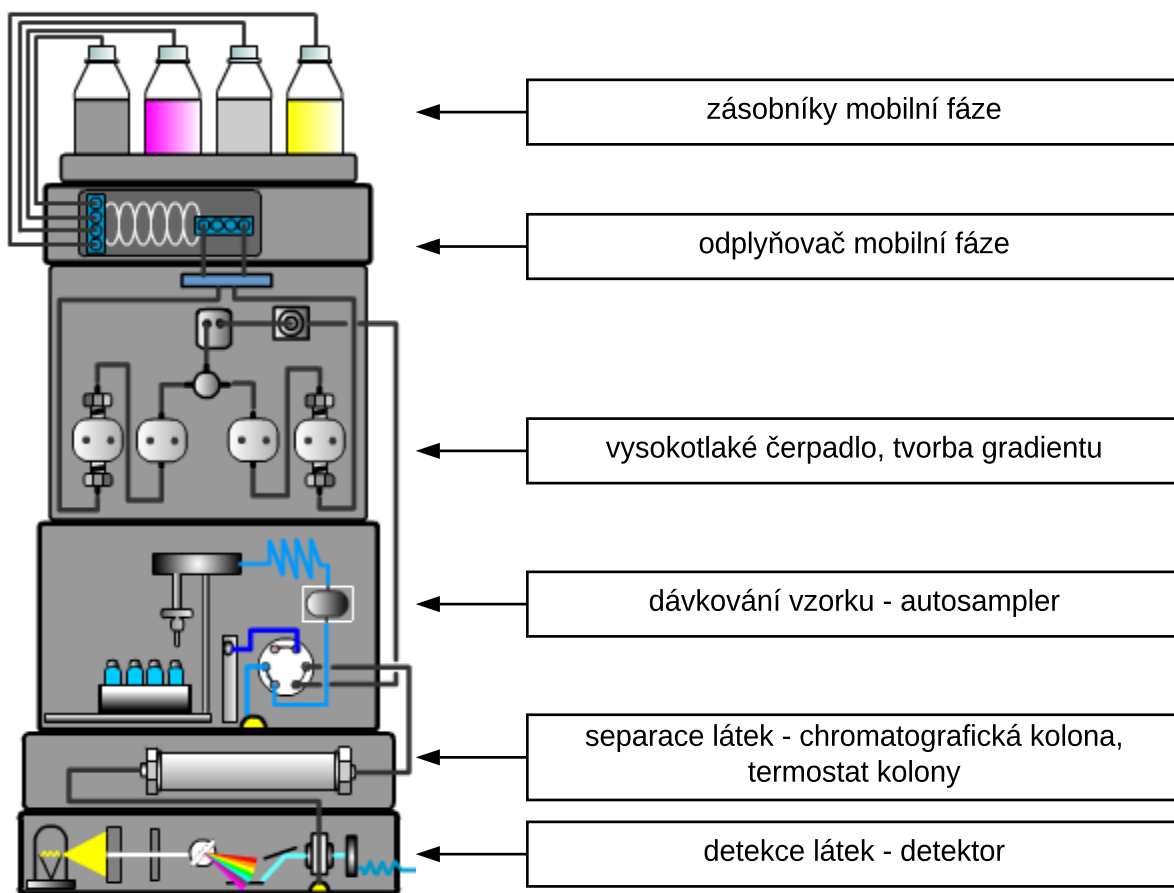 zásobníky mobilní fáze
odplyňovač mobilní fáze
vysokotlaké čerpadlo, tvorba gradientu
dávkování vzorku - autosampler
separace látek - chromatografická kolona,
termostat kolony
detekce látek - detektor